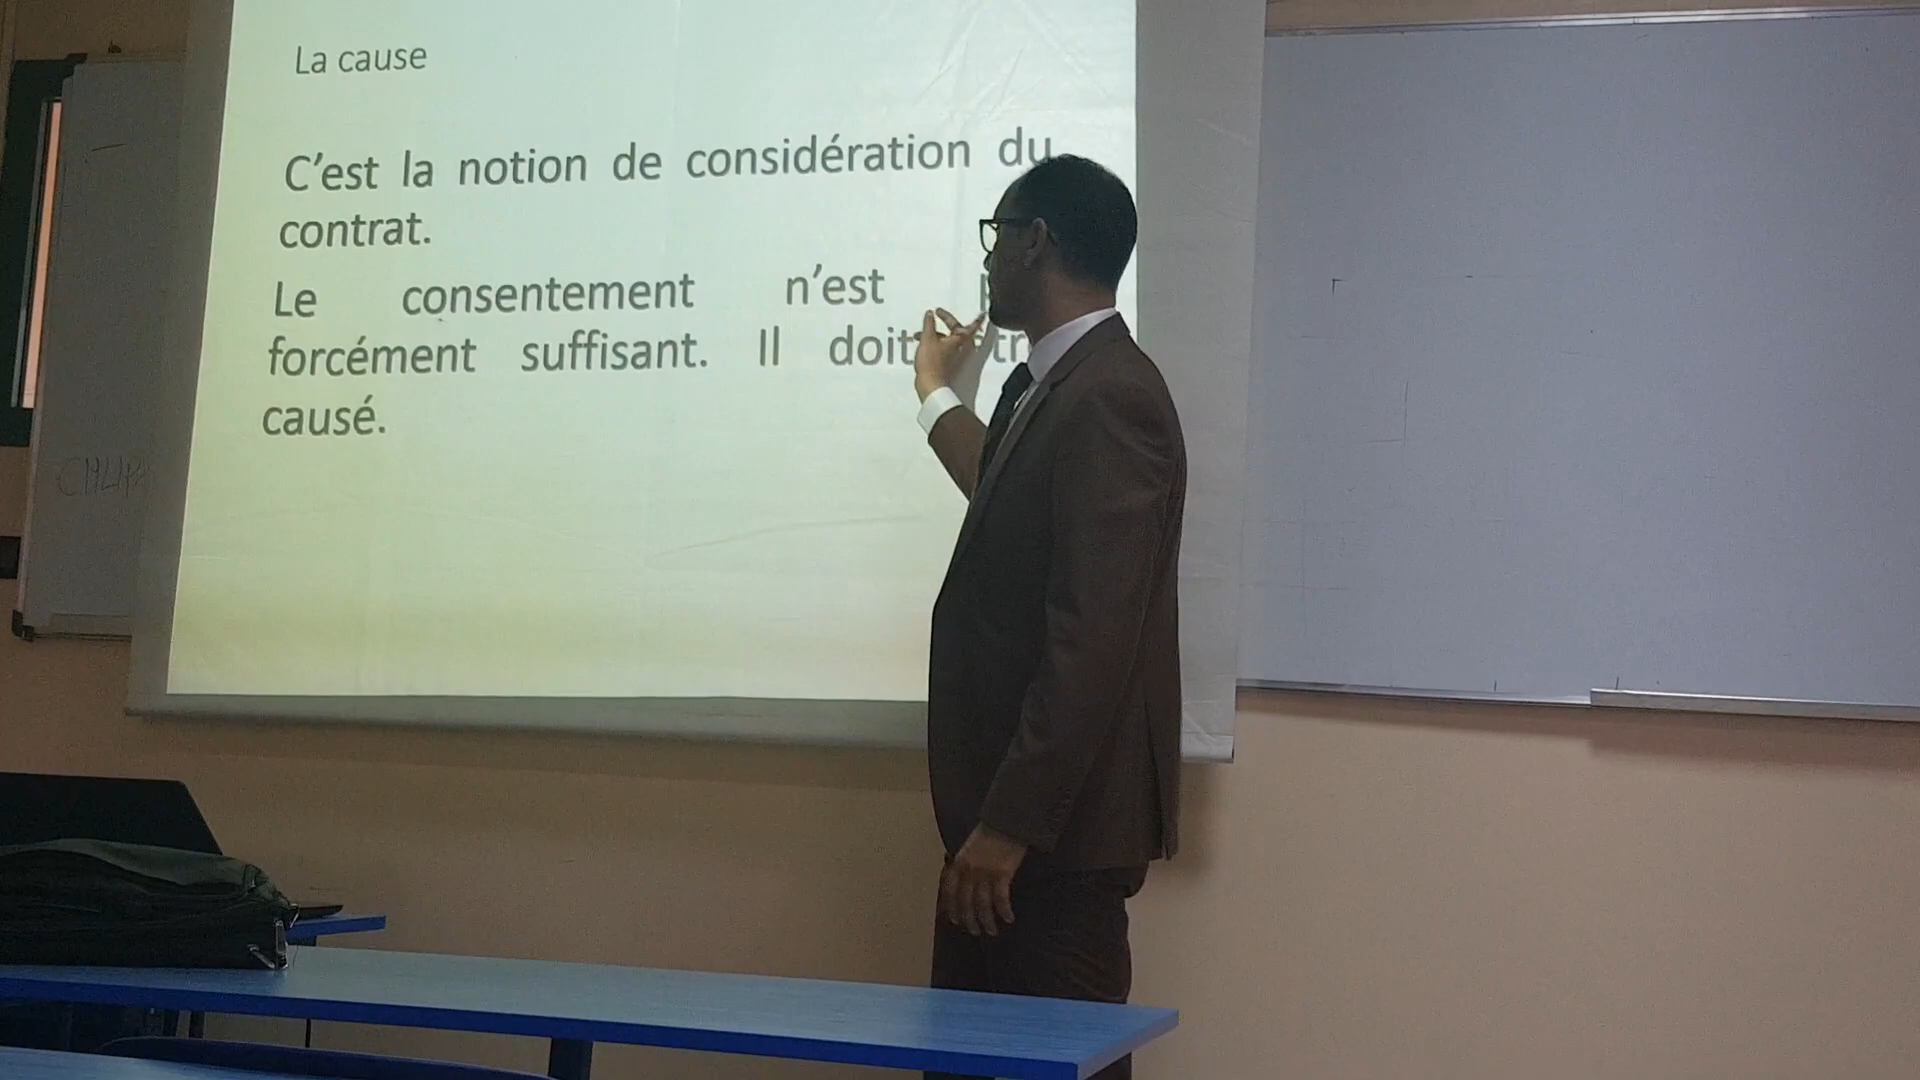 La cause
C'est la notion de considération du
contrat.
Le consentement n'est
forcément suffisant. Il doit
causé.